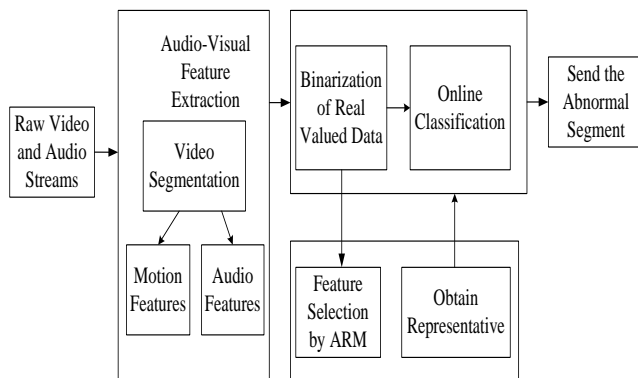 Raw Video
and Audio
Streams
Audio-Visual
Feature
Extraction
Video
Segmentation
Motion
Features
Audio
Features
Binarization
of Real
Valued Data
Online
Classification
Feature
Selection
by ARM
Obtain
Representative
Send the
Abnormal
Segment